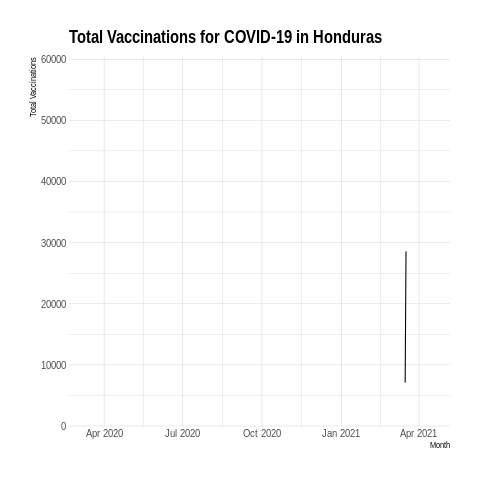 Total Vaccinations for COVID-19 in Honduras
Total Vaccinations
60000
50000
40000
30000
20000
10000
0
Apr 2020 Jul 2020 Oct 2020 Jan 2021 Apr 2021
Month